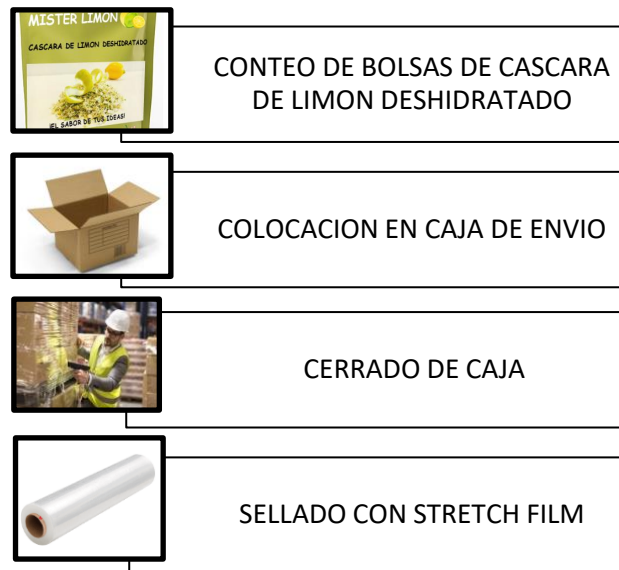 MISTER LIMON
CASCARA DE LIMON DESHIDRATADO
¡EL SABOR DE TUS IDEAS!
CONTEO DE BOLSAS DE CASCARA
DE LIMON DESHIDRATADO
COLOCACION EN CAJA DE ENVIO
CERRADO DE CAJA
SELLADO CON STRETCH FILM